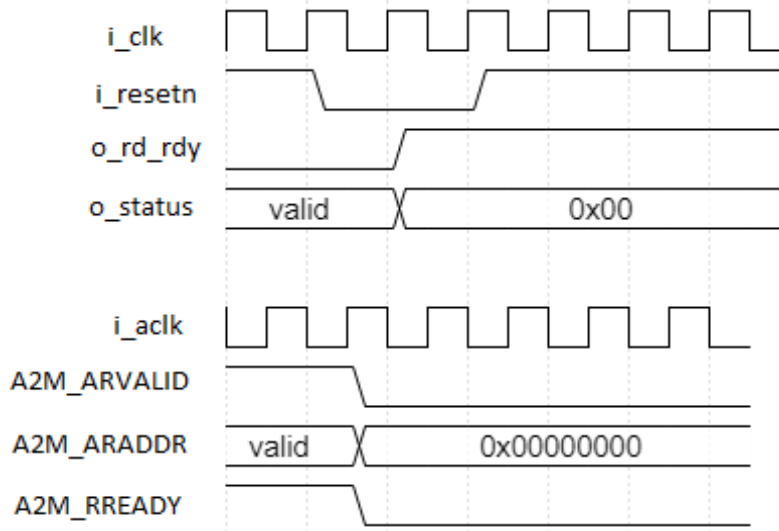 i_clk
i_resetn
o_rd_rdy
o_status valid 0x00
i_aclk
A2M_ARVALID
A2M_ARADDR valid 0x00000000
A2M_RREADY